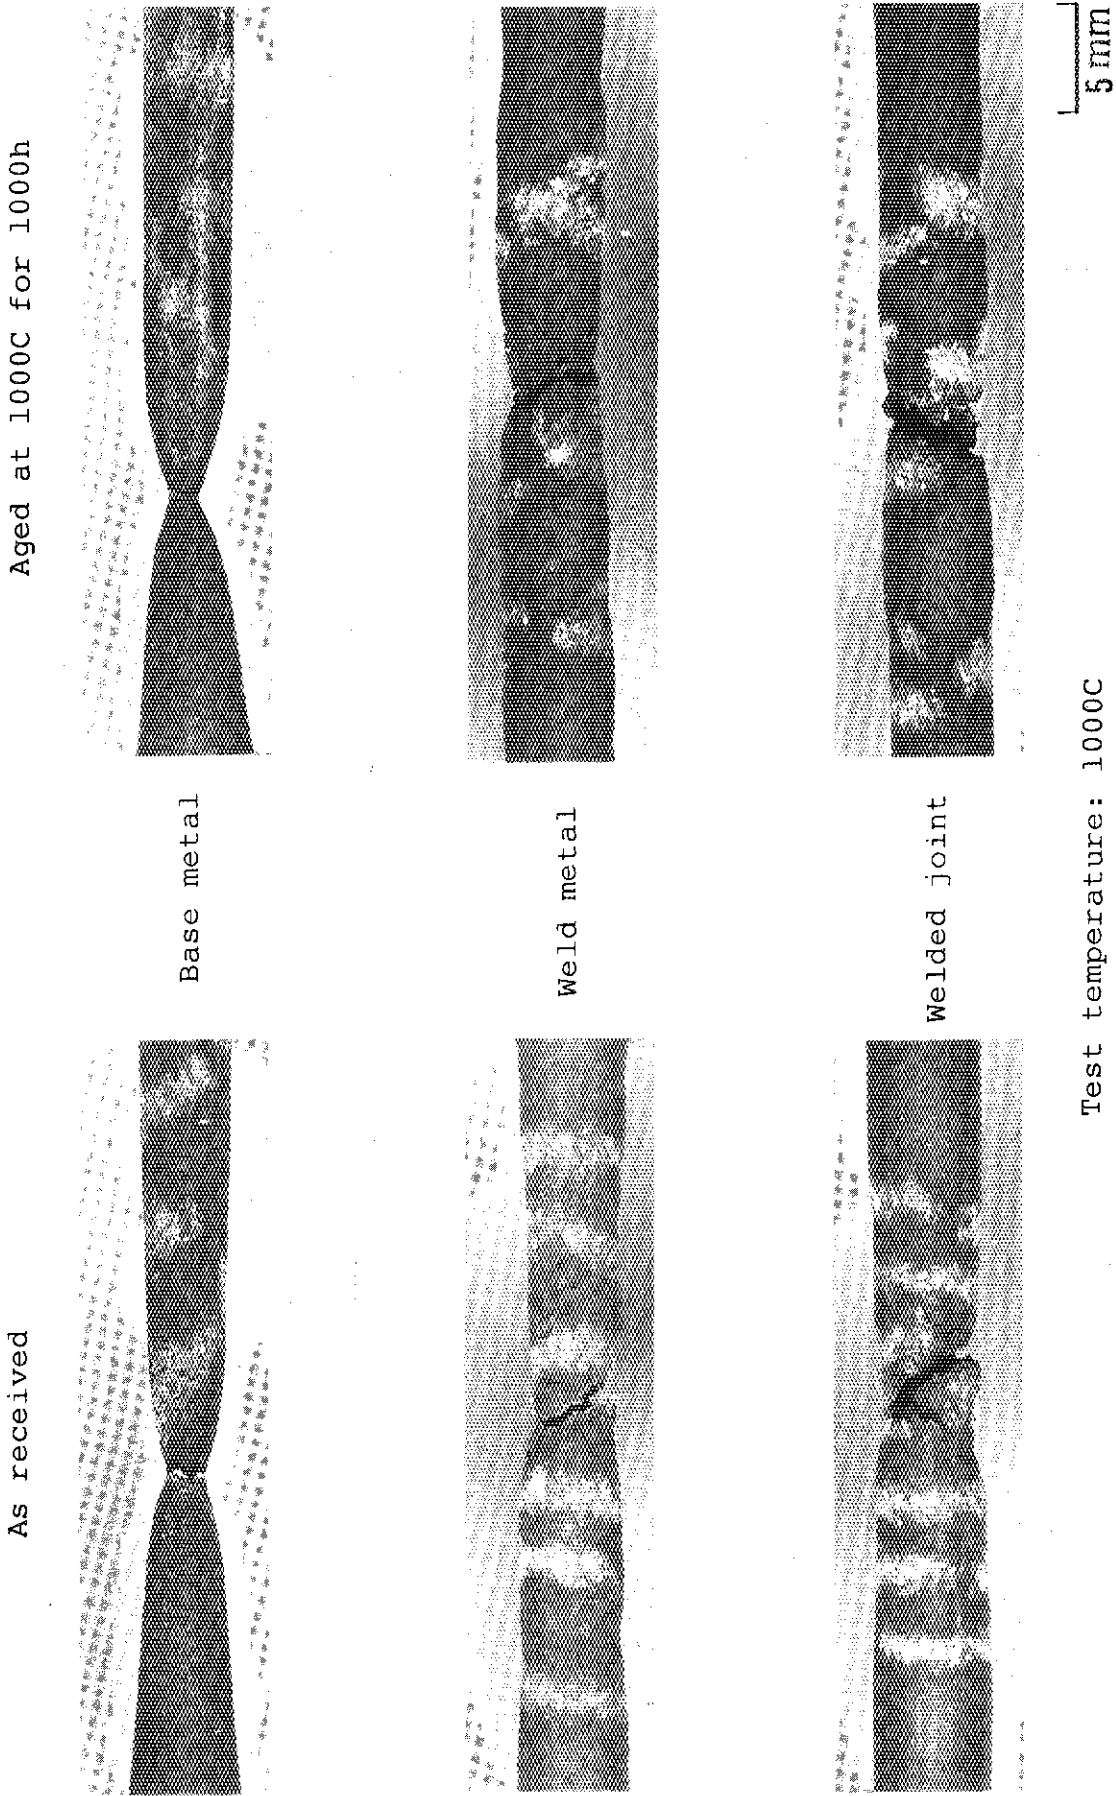 As received
Aged at 1000C for 1000h
Base metal
Weld metal
Welded joint
Test temperature: 1000C
5 mm